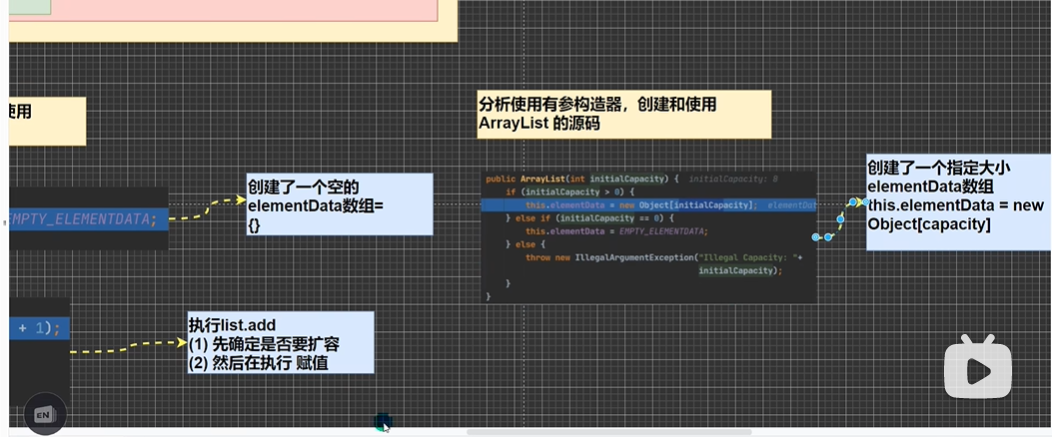 使用
EMPTY_ELEMENTDATA;
创建了一个空的
elementData数组=
{}
+ 1);
执行list.add
(1) 先确定是否要扩容
(2) 然后在执行 赋值
分析使用有参构造器，创建和使用
ArrayList 的源码
public ArrayList(int initialCapacity) { initialCapacity: 8
if (initialCapacity > 0) {
this.elementData = new Object[initialCapacity]; elementDat
} else if (initialCapacity == 0) {
this.elementData = EMPTY_ELEMENTDATA;
} else {
throw new IllegalArgumentException("Illegal Capacity: "+
initialCapacity);
}
}
创建了一个指定大小
elementData数组
this.elementData = new
Object[capacity]
EN